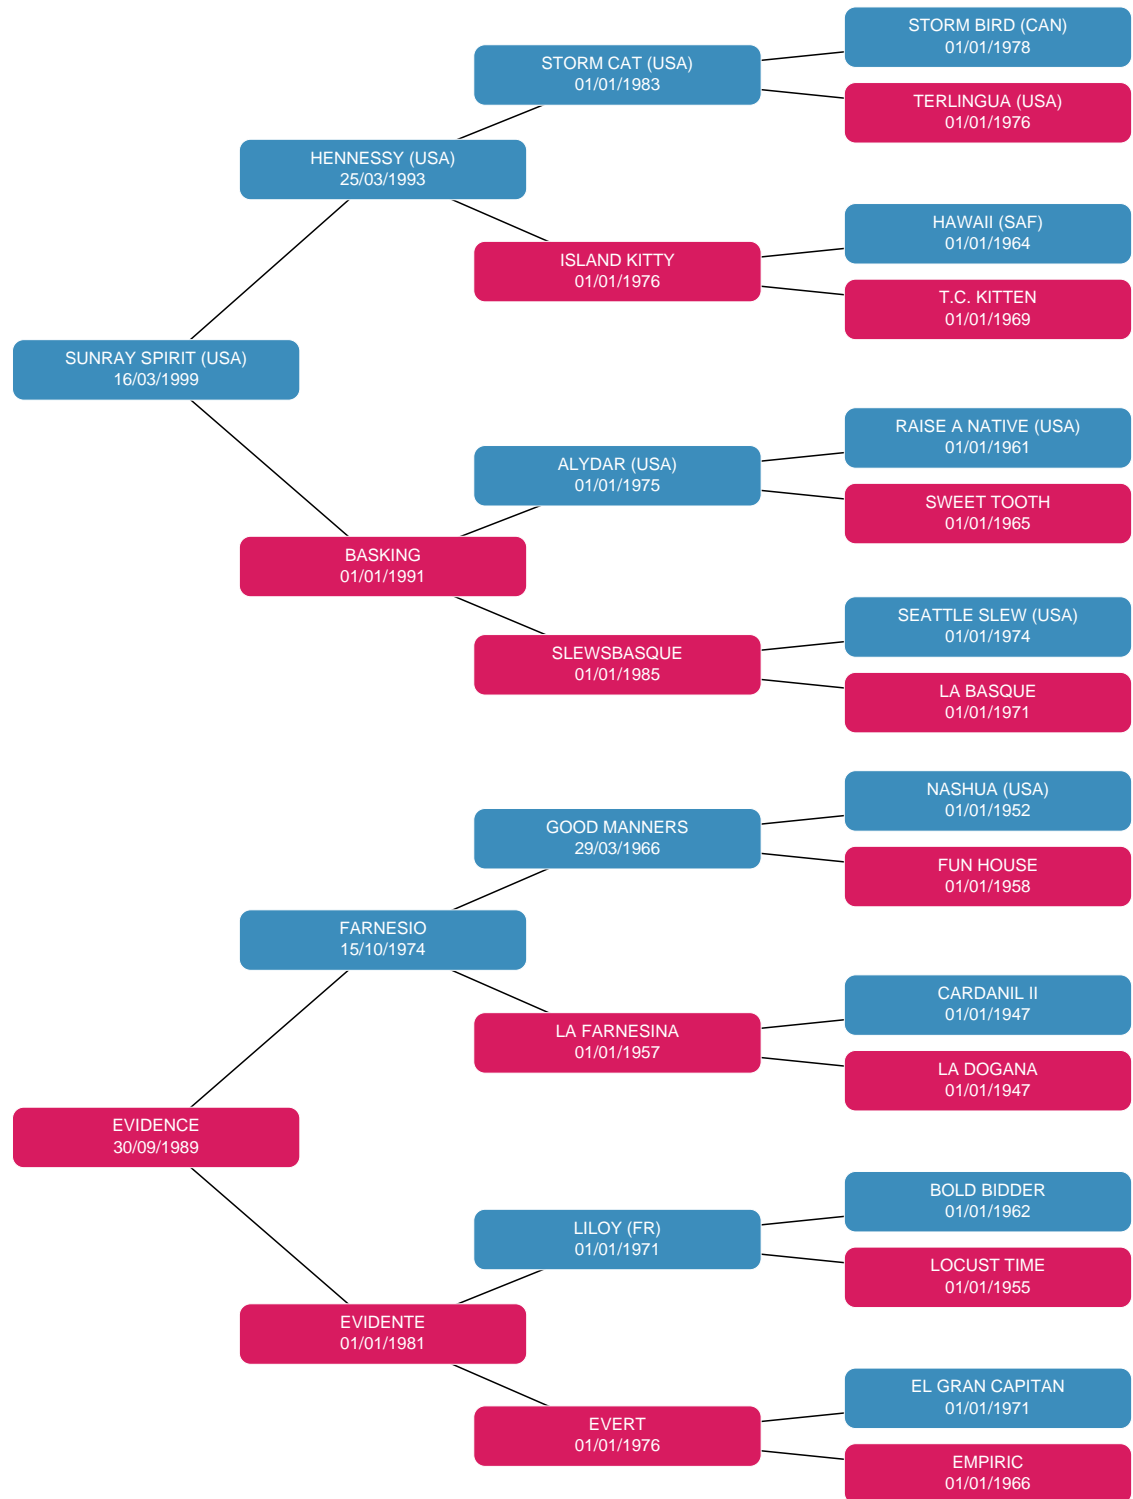 STORM BIRD (CAN)
01/01/1978
STORM CAT (USA)
01/01/1983
TERLINGUA (USA)
01/01/1976
HENNESSY (USA)
25/03/1993
HAWAII (SAF)
01/01/1964
ISLAND KITTY
01/01/1976
T.C. KITTEN
01/01/1969
SUNRAY SPIRIT (USA)
16/03/1999
RAISE A NATIVE (USA)
01/01/1961
ALYDAR (USA)
01/01/1975
SWEET TOOTH
01/01/1965
BASKING
01/01/1991
SEATTLE SLEW (USA)
01/01/1974
SLEWSBASQUE
01/01/1985
LA BASQUE
01/01/1971
NASHUA (USA)
01/01/1952
GOOD MANNERS
29/03/1966
FUN HOUSE
01/01/1958
FARNESIO
15/10/1974
CARDANIL II
01/01/1947
LA FARNESINA
01/01/1957
LA DOGANA
01/01/1947
EVIDENCE
30/09/1989
BOLD BIDDER
01/01/1962
LILOY (FR)
01/01/1971
LOCUST TIME
01/01/1955
EVIDENTE
01/01/1981
EL GRAN CAPITAN
01/01/1971
EVERT
01/01/1976
EMPIRIC
01/01/1966